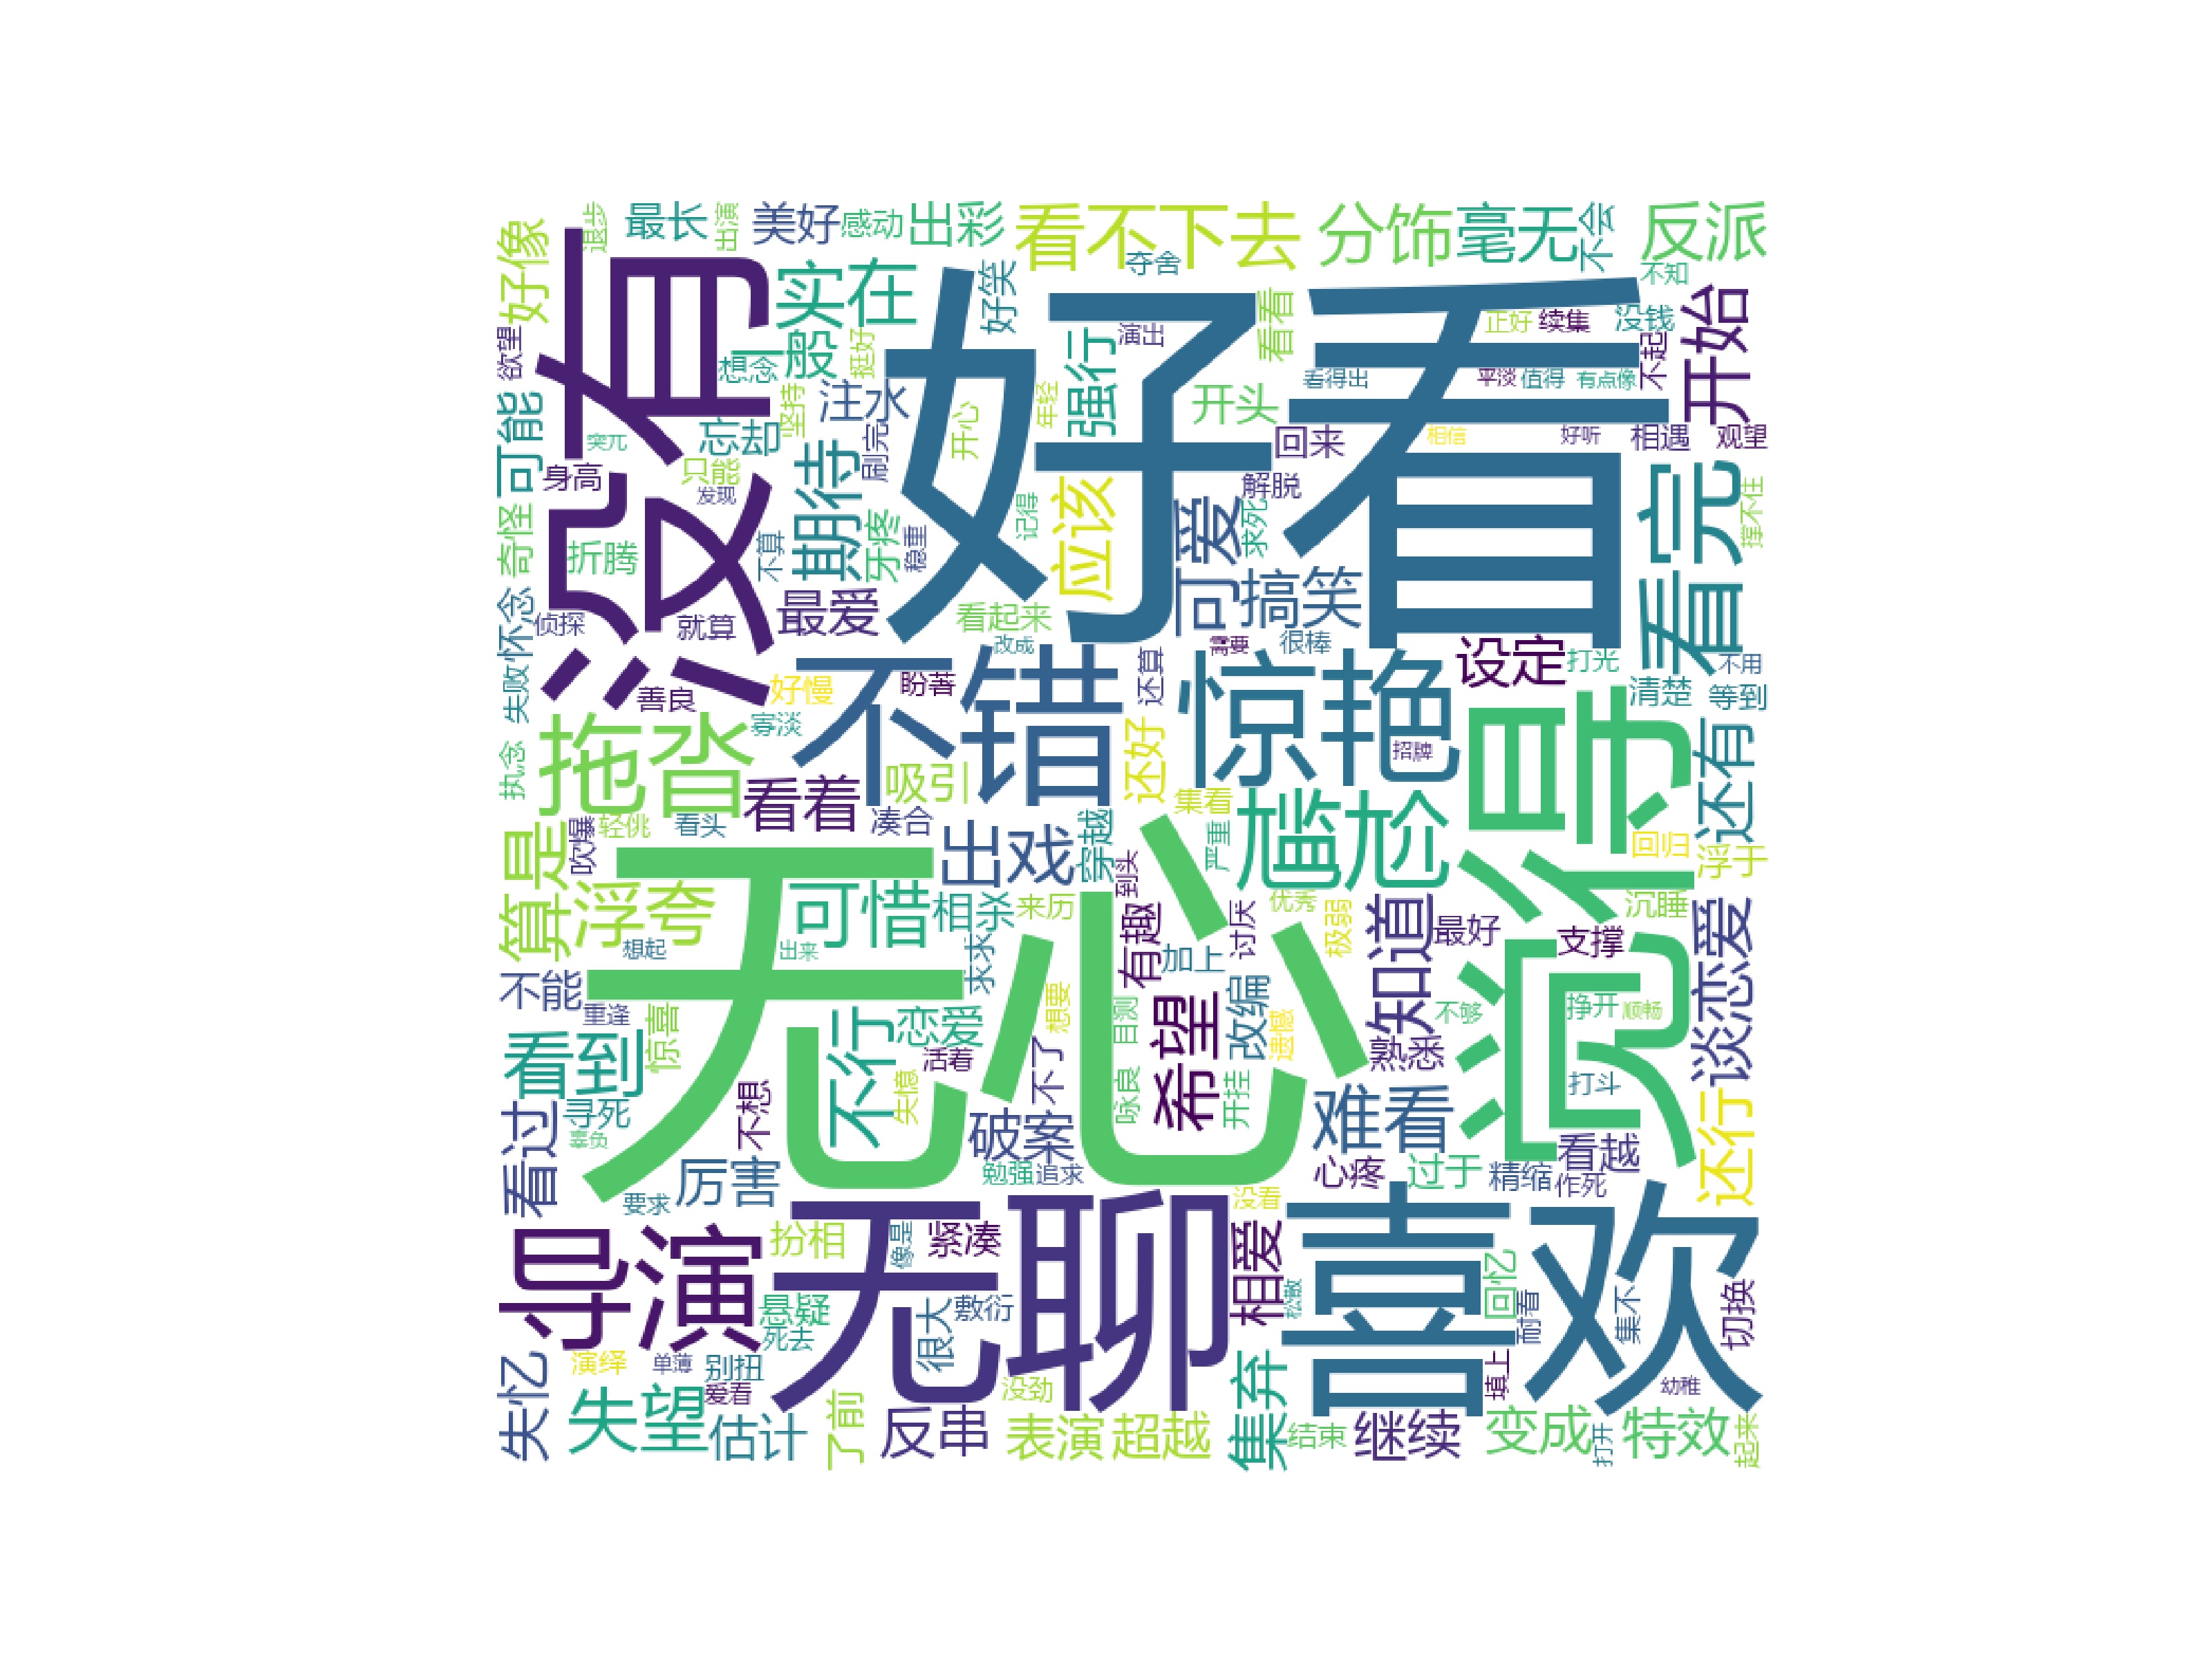 好看
无心
没有
觉得
喜欢
无聊
不错
惊艳
导演
拖沓
尴尬
看完
看不下去
分饰
毫无
不会
反派
好像
退步
最长
出演
美好
感动
出彩
实在
夺舍
好笑
看看
不知
正好
续集
没钱
开始
欲望
一般
想念
挺好
演出
强行
年轻
开头
看得出
平淡
值得
有点像
不起
可能
突兀
忘却
坚持
注水
刷完
开心
回来
相信
好听
相遇
观望
身高
只能
发现
期待
记得
应该
解脱
可爱
求死
撑不住
奇怪
折腾
不算
牙疼
稳重
搞笑
怀念
侦探
就算
最爱
看起来
改成
很棒
设定
打光
不用
失败
善良
好慢
盼著
还算
清楚
等到
寡淡
还好
招牌
还有
执念
看着
吸引
集看
吹爆
轻佻
看头
凑合
出戏
穿越
严重
回归
浮于
算是
浮夸
可惜
相杀
来历
到头
优秀
沉睡
想起
出来
求求
有趣
加上
讨厌
极弱
知道
最好
支撑
谈恋爱
不能
重逢
惊喜
不行
恋爱
想要
目测
希望
改编
遗憾
不够
挣开
顺畅
看到
活着
失憶
不了
咏良
开挂
熟悉
打斗
寻死
辜负
不想
破案
难看
看越
还行
看过
厉害
勉强
追求
心疼
过于
精缩
作死
要求
没看
扮相
像是
紧凑
相爱
回忆
悬疑
死去
很大
敷衍
松散
耐看
集不
切换
失忆
演绎
单薄
别扭
爱看
没劲
填上
幼稚
失望
估计
了前
反串
表演
超越
集弃
结束
继续
变成
打开
特效
起来